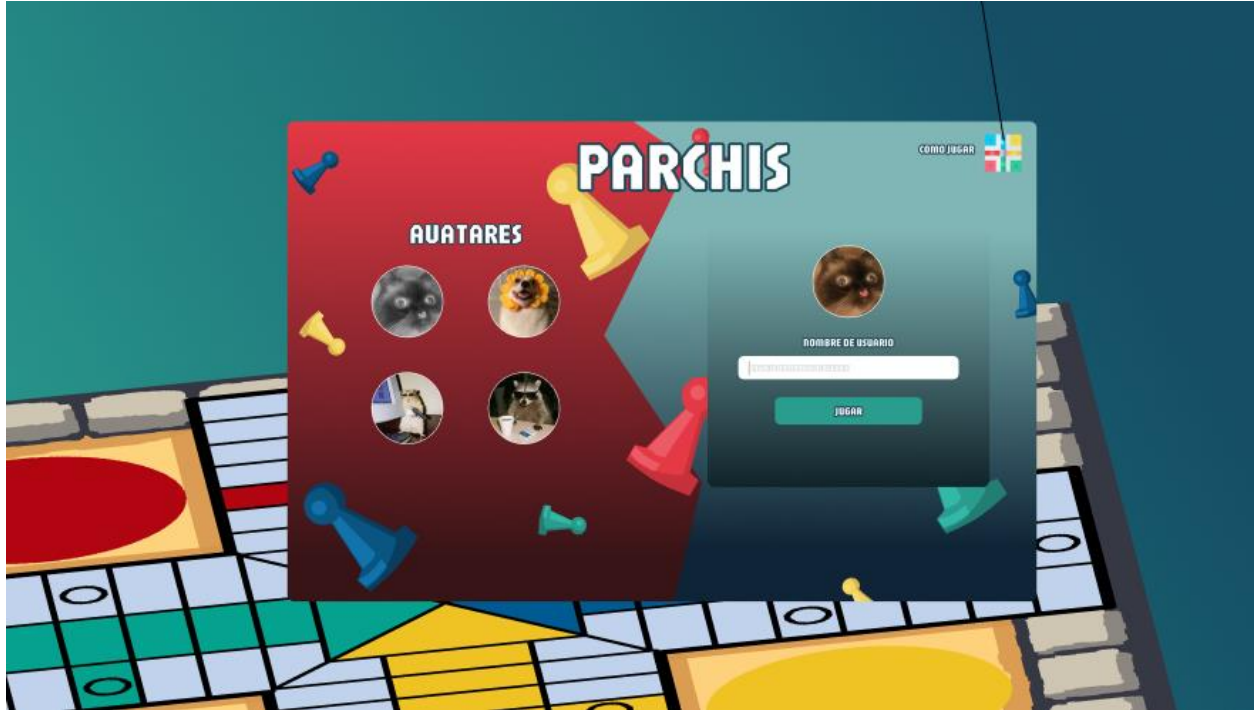 PARCHIS
COMO JUGAR
AVATARES
NOMBRE DE USUARIO
JUGAR